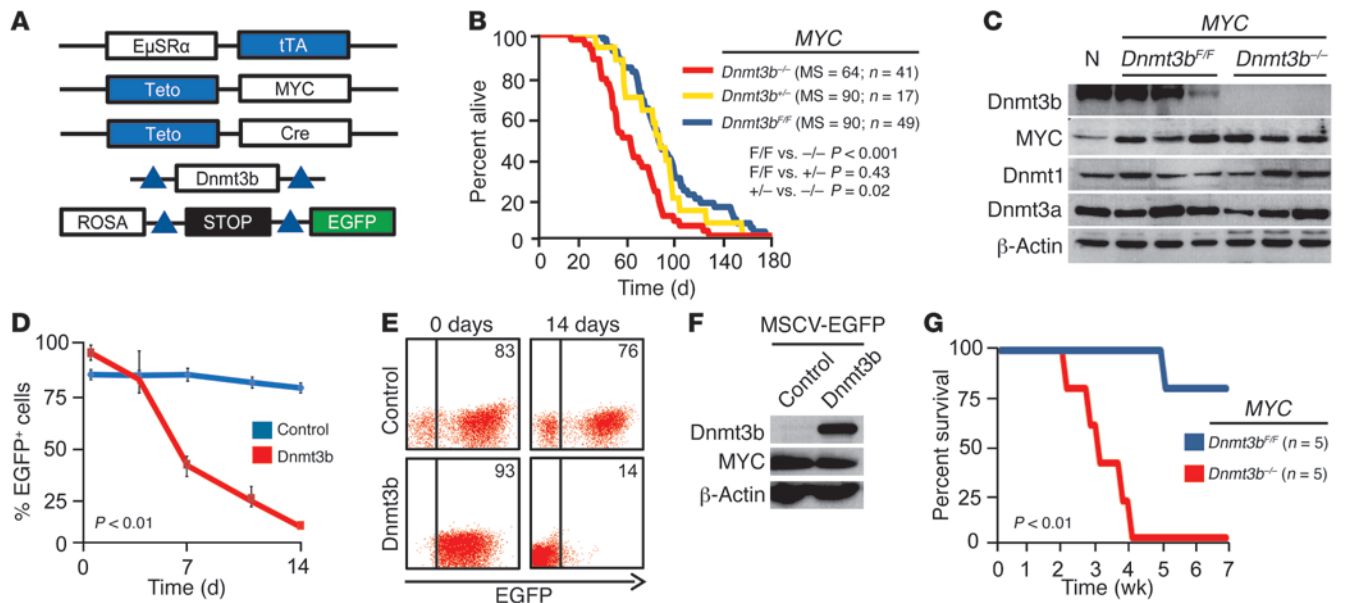 A
EμSRα tTA
Teto MYC
Teto Cre
Dnmt3b
ROSA STOP EGFP
B
Percent alive
100
80
60
40
20
0
0 20 60 100 140 180
Time (d)
MYC
Dnmt3b–/– (MS = 64; n = 41)
Dnmt3b+/– (MS = 90; n = 17)
Dnmt3bF/F (MS = 90; n = 49)
F/F vs. –/– P < 0.001
F/F vs. +/– P = 0.43
+/– vs. –/– P = 0.02
C
MYC
N Dnmt3bF/F Dnmt3b–/–
Dnmt3b
MYC
Dnmt1
Dnmt3a
β-Actin
D
% EGFP+ cells
100
75
50
25
0
Control
Dnmt3b
P < 0.01
0 7 14
Time (d)
E
0 days 14 days
Control
83 76
Dnmt3b
93 14
EGFP
F
MSCV-EGFP
Control
Dnmt3b
Dnmt3b
MYC
β-Actin
G
Percent survival
100
75
50
25
0
P < 0.01
0 1 2 3 4 5 6 7
Time (wk)
MYC
Dnmt3bF/F (n = 5)
Dnmt3b–/– (n = 5)